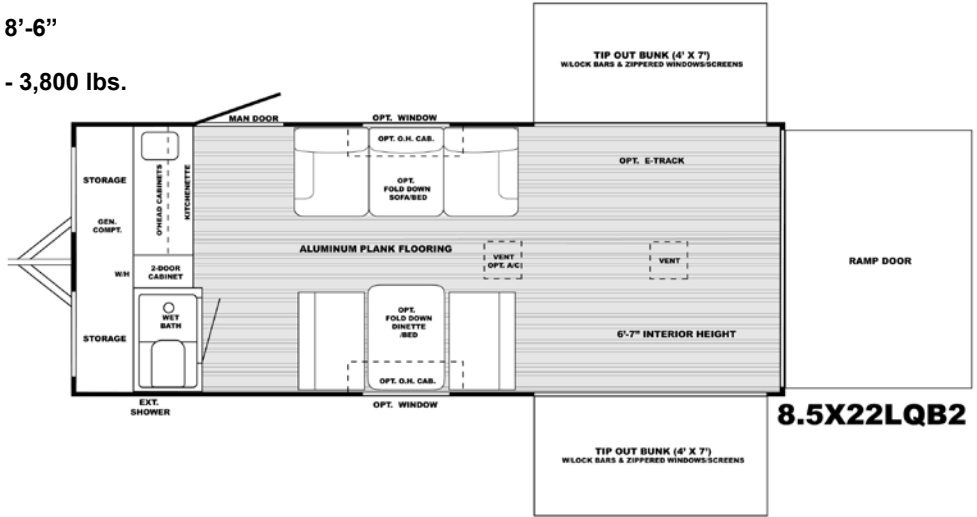 8’-6”
- 3,800 lbs.
TIP OUT BUNK (4’ X 7’)
W/LOCK BARS & ZIPPERED WINDOWS/SCREENS
MAN DOOR
OPT. WINDOW
OPT. O.H. CAB.
OPT. E-TRACK
STORAGE
O'HEAD CABINETS
KITCHENETTE
OPT.
FOLD DOWN
SOFA/BED
GEN.
COMPT.
ALUMINUM PLANK FLOORING
VENT
OPT. A/C
VENT
RAMP DOOR
W/H
2-DOOR
CABINET
WET
BATH
OPT.
FOLD DOWN
DINETTE
/BED
STORAGE
6’-7” INTERIOR HEIGHT
OPT. O.H. CAB.
EXT.
SHOWER
OPT. WINDOW
8.5X22LQB2
TIP OUT BUNK (4’ X 7’)
W/LOCK BARS & ZIPPERED WINDOWS/SCREENS